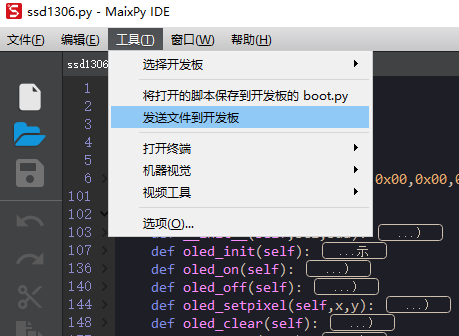 ssd1306.py - MaixPy IDE
文件(F) 编辑(E) 工具(T) 窗口(W) 帮助(H)
ssd1306
选择开发板
将打开的脚本保存到开发板的 boot.py
发送文件到开发板
打开终端
机器视觉
视频工具
选项(O)...
1
2
3
4
5
6 0x00,0x00,0
101
102
103
107 def oled_init(self): ...示
136 def oled_on(self): ...)
140 def oled_off(self): ...)
144 def oled_setpixel(self,x,y): ...)
148 def oled_clear(self): ...)